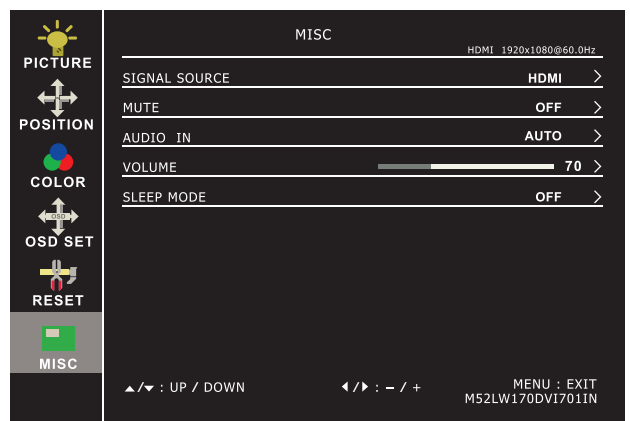 MISC
HDMI 1920x1080@60.0Hz
PICTURE
POSITION
COLOR
OSD
OSD SET
RESET
MISC
SIGNAL SOURCE HDMI
MUTE OFF
AUDIO IN AUTO
VOLUME 70
SLEEP MODE OFF
▲/▼ : UP / DOWN ◀/▶ : – / + MENU : EXIT
M52LW170DVI701IN